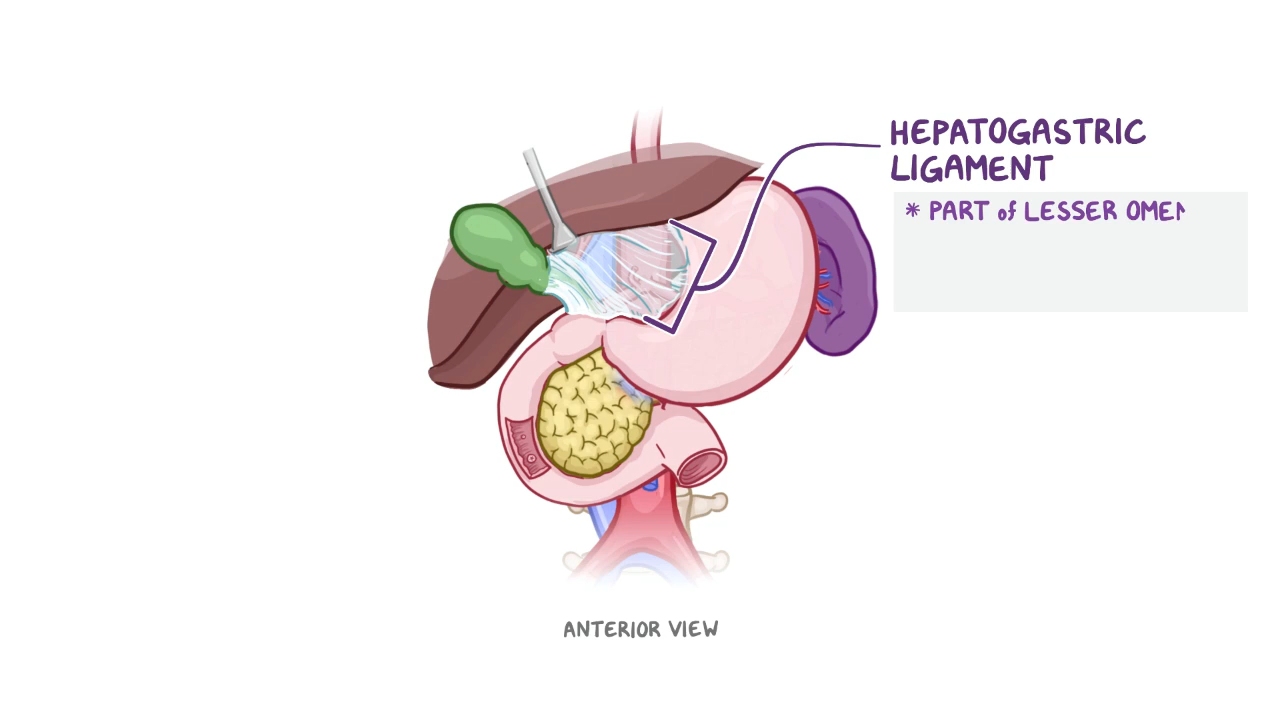 HEPATOGASTRIC
LIGAMENT
* PART of LESSER OMEN
ANTERIOR VIEW